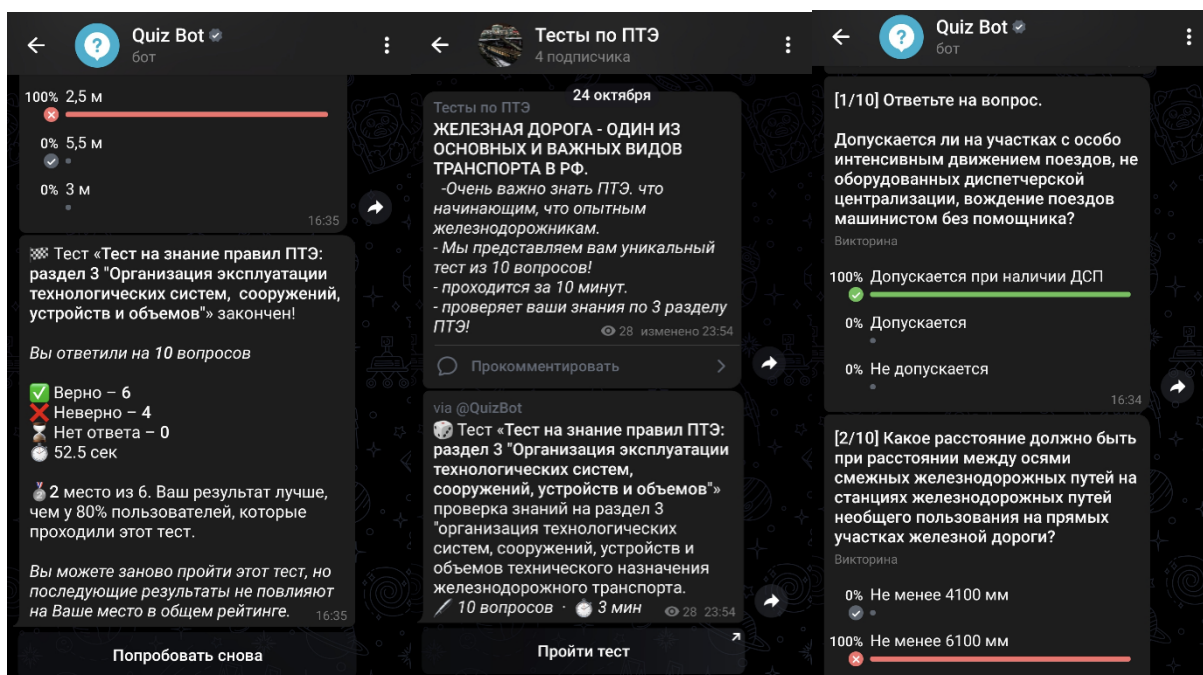 Quiz Bot
бот
100% 2,5 м
0% 5,5 м
0% 3 м
16:35
Тест «Тест на знание правил ПТЭ:
раздел 3 "Организация эксплуатации
технологических систем, сооружений,
устройств и объемов"» закончен!
Вы ответили на 10 вопросов
Верно – 6
Неверно – 4
Нет ответа – 0
52.5 сек
2 место из 6. Ваш результат лучше,
чем у 80% пользователей, которые
проходили этот тест.
Вы можете заново пройти этот тест, но
последующие результаты не повлияют
на Ваше место в общем рейтинге. 16:35
Попробовать снова
Тесты по ПТЭ
4 подписчика
24 октября
Тесты по ПТЭ
ЖЕЛЕЗНАЯ ДОРОГА - ОДИН ИЗ
ОСНОВНЫХ И ВАЖНЫХ ВИДОВ
ТРАНСПОРТА В РФ.
-Очень важно знать ПТЭ. что
начинающим, что опытным
железнодорожникам.
- Мы представляем вам уникальный
тест из 10 вопросов!
- проходится за 10 минут.
- проверяет ваши знания по 3 разделу
ПТЭ! 28 изменено 23:54
Прокомментировать
via @QuizBot
Тест «Тест на знание правил ПТЭ:
раздел 3 "Организация эксплуатации
технологических систем,
сооружений, устройств и объемов"»
проверка знаний на раздел 3
"организация технологических
систем, сооружений, устройств и
объемов технического назначения
железнодорожного транспорта.
10 вопросов · 3 мин 28 23:54
Пройти тест
Quiz Bot
бот
[1/10] Ответьте на вопрос.
Допускается ли на участках с особо
интенсивным движением поездов, не
оборудованных диспетчерской
централизации, вождение поездов
машинистом без помощника?
Викторина
100% Допускается при наличии ДСП
0% Допускается
0% Не допускается
16:34
[2/10] Какое расстояние должно быть
при расстоянии между осями
смежных железнодорожных путей на
станциях железнодорожных путей
необщего пользования на прямых
участках железной дороги?
Викторина
0% Не менее 4100 мм
100% Не менее 6100 мм